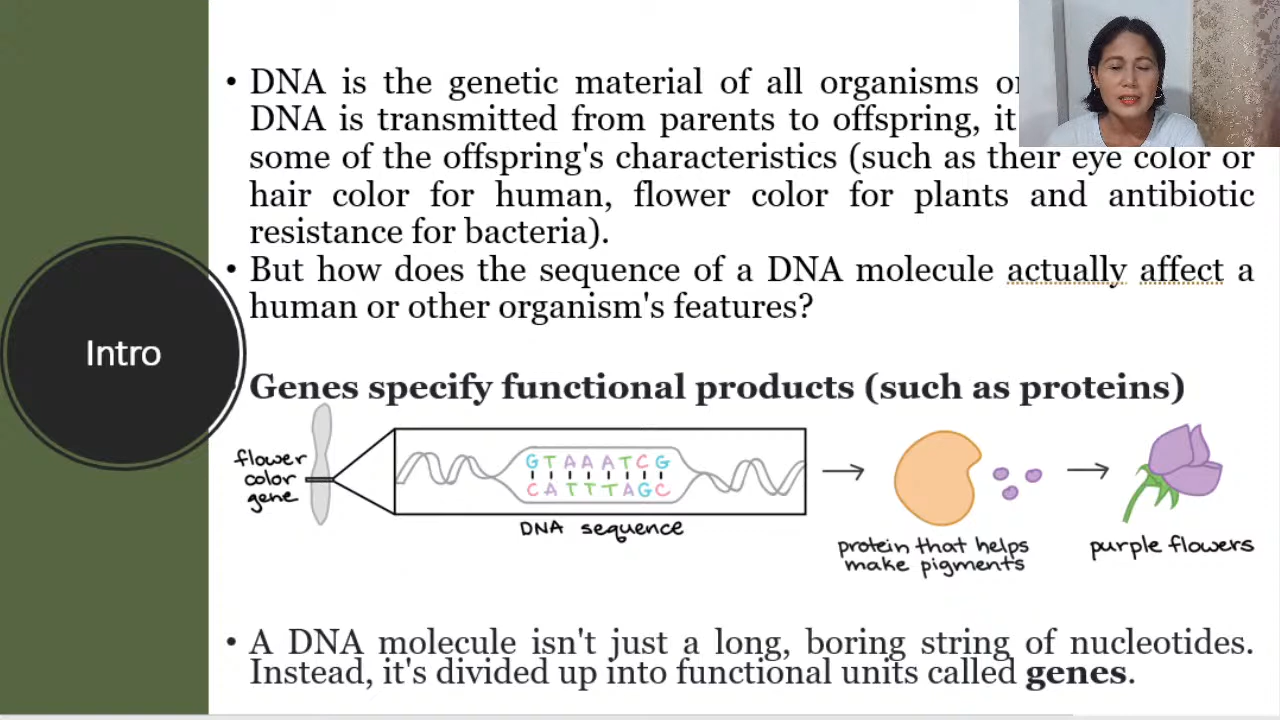 DNA is the genetic material of all organisms
DNA is transmitted from parents to offspring, it
some of the offspring's characteristics (such as their eye color or
hair color for human, flower color for plants and antibiotic
resistance for bacteria).
But how does the sequence of a DNA molecule actually affect a
human or other organism's features?
Intro
Genes specify functional products (such as proteins)
flower
color
gene
GTAAATCG
CATTTAGC
DNA sequence
protein that helps
make pigments
purple flowers
A DNA molecule isn't just a long, boring string of nucleotides.
Instead, it's divided up into functional units called genes.